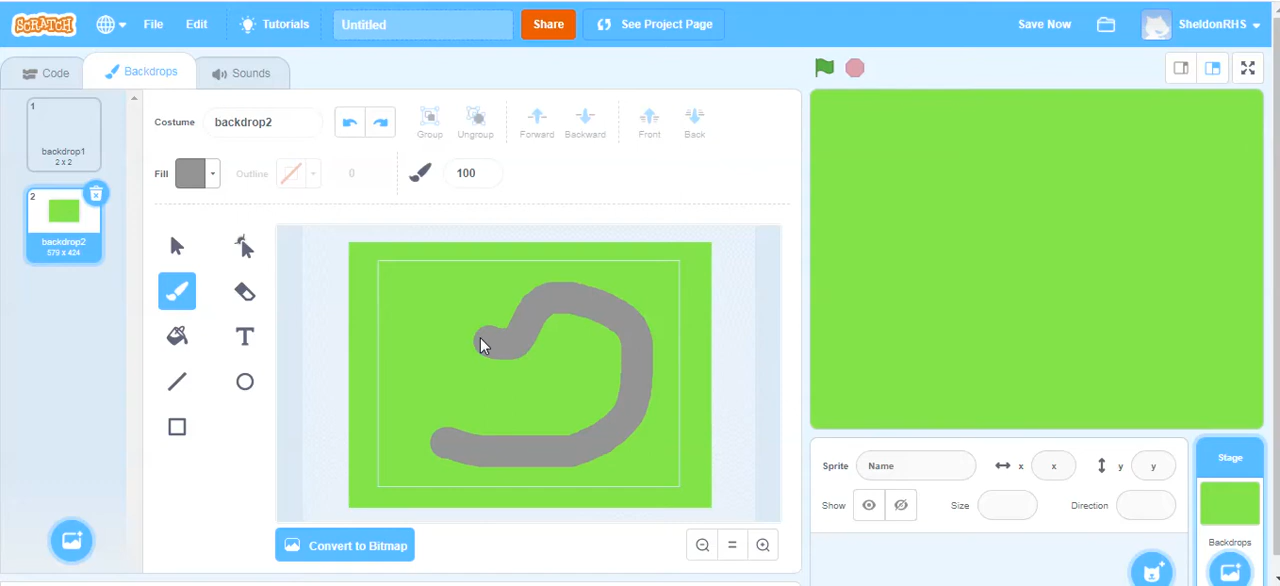 SCRATCH File Edit Tutorials Untitled Share See Project Page Save Now SheldonRHS
Code Backdrops Sounds
1
backdrop1
2 x 2
2
backdrop2
579 x 424
Costume backdrop2 Group Ungroup Forward Backward Front Back
Fill Outline 0 100
T
Convert to Bitmap
Sprite Name x x y y
Show Size Direction
Stage
Backdrops